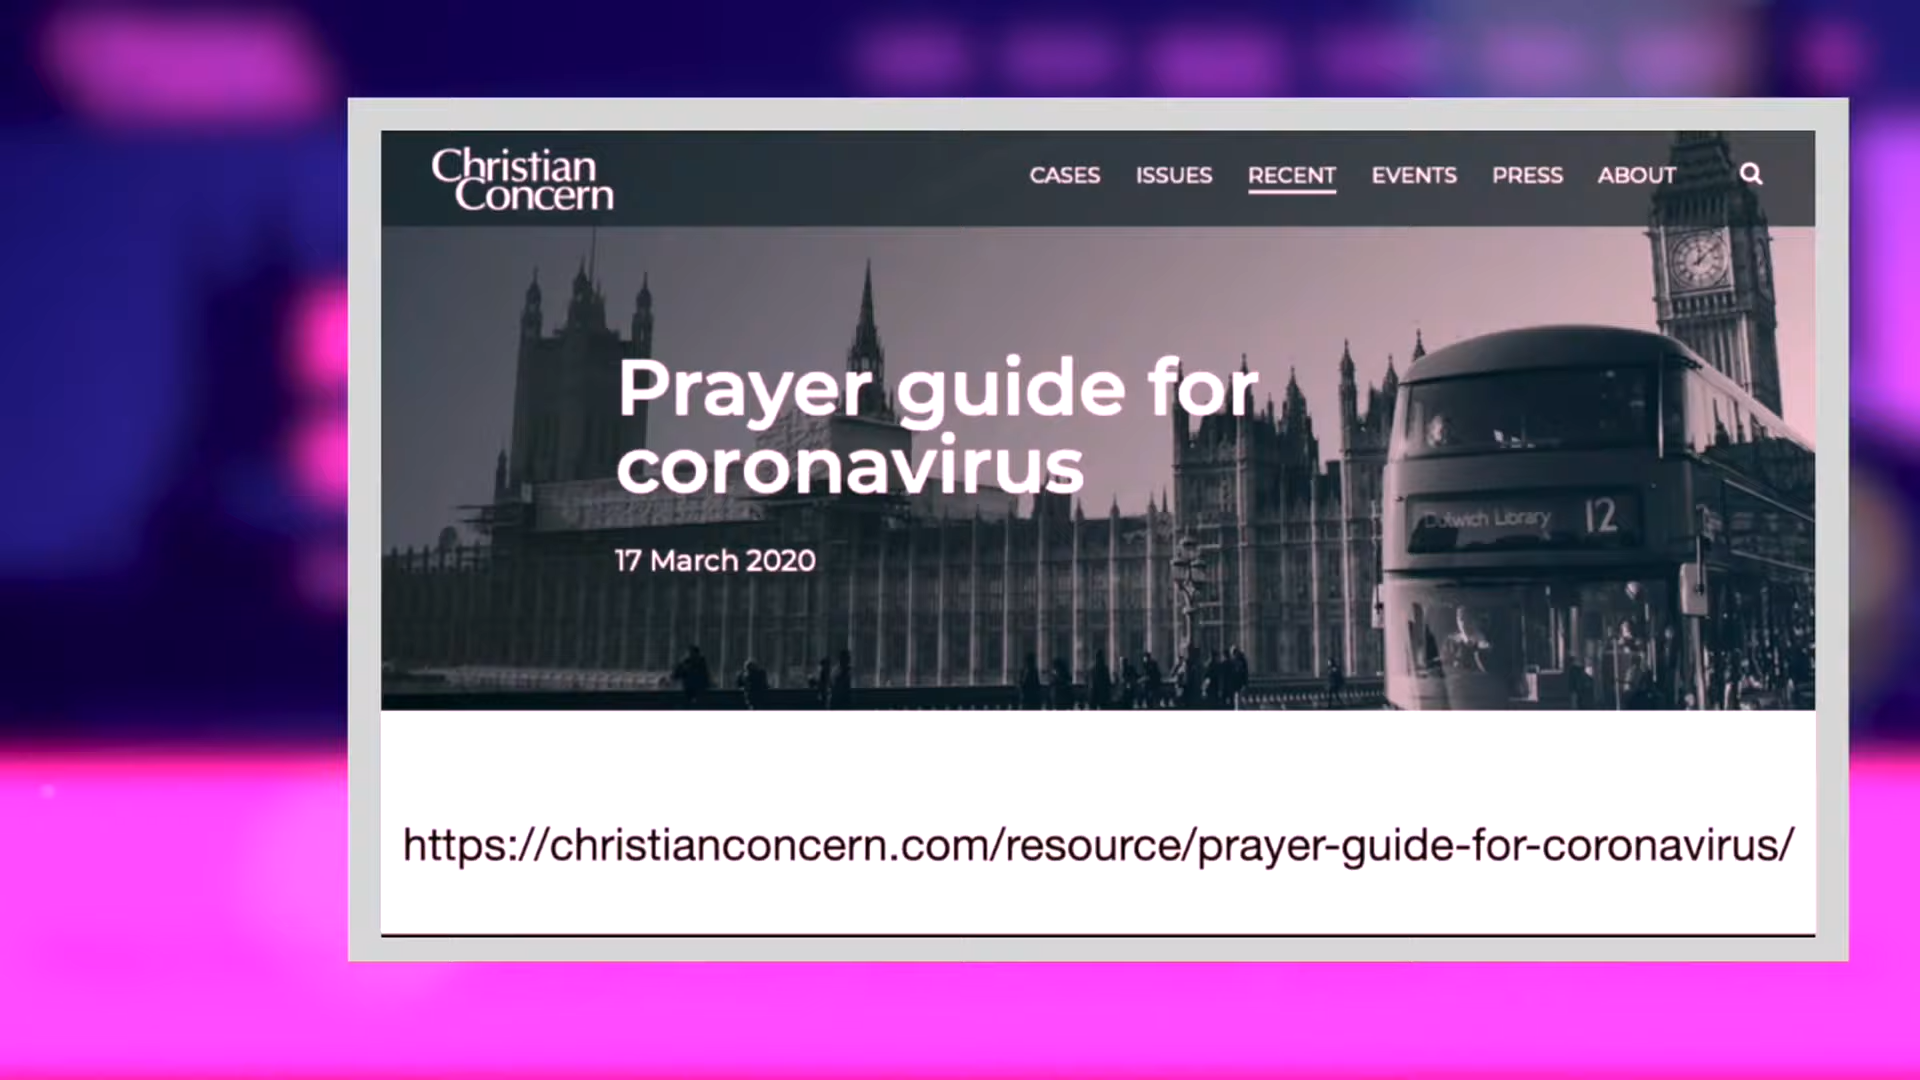 Christian
Concern
CASES ISSUES RECENT EVENTS PRESS ABOUT
Prayer guide for
coronavirus
17 March 2020
Dulwich Library 12
https://christianconcern.com/resource/prayer-guide-for-coronavirus/